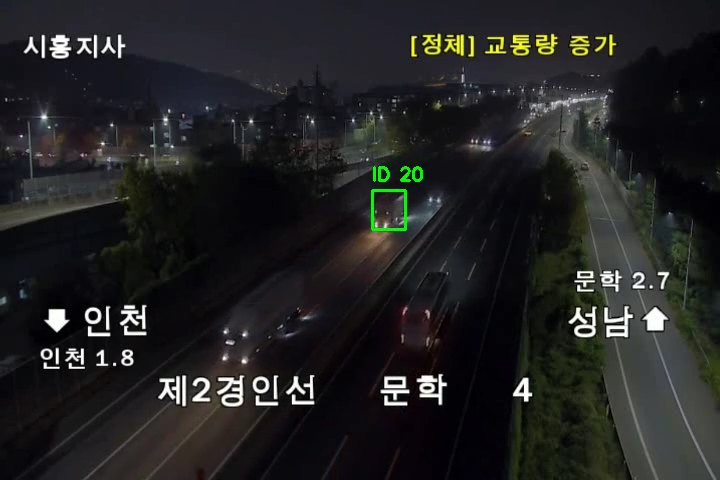 시흥지사
[정체] 교통량 증가
ID 20
문학 2.7
인천
성남
인천 1.8
제2경인선 문학 4